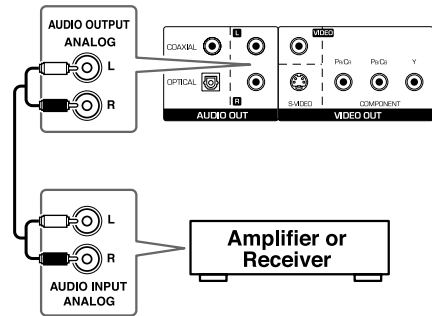 AUDIO OUTPUT
ANALOG
L
R
COAXIAL
OPTICAL
L
R
AUDIO OUT
VIDEO
S-VIDEO
PR/CR
PB/CB
Y
COMPONENT
VIDEO OUT
L
R
AUDIO INPUT
ANALOG
Amplifier or
Receiver